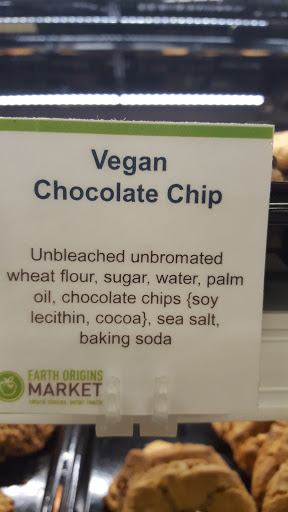 Vegan
Chocolate Chip
Unbleached unbromated
wheat flour, sugar, water, palm
oil, chocolate chips {soy
lecithin, cocoa}, sea salt,
baking soda
EARTH ORIGINS
MARKET